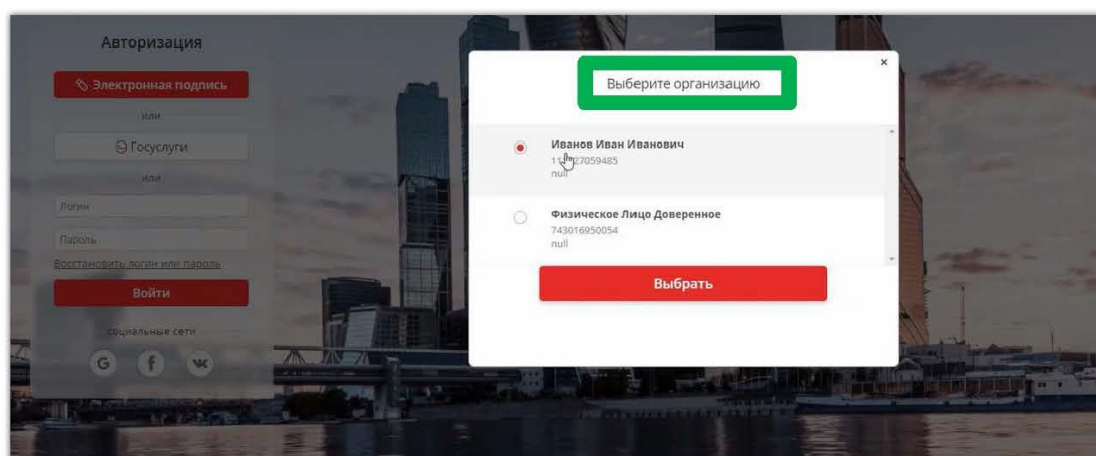 Авторизация
Электронная подпись
или
Госуслуги
или
Логин
Пароль
Восстановить логин или пароль
Войти
социальные сети
G f
Выберите организацию
×
Иванов Иван Иванович
null
Физическое Лицо Доверенное
743016950054
null
Выбрать